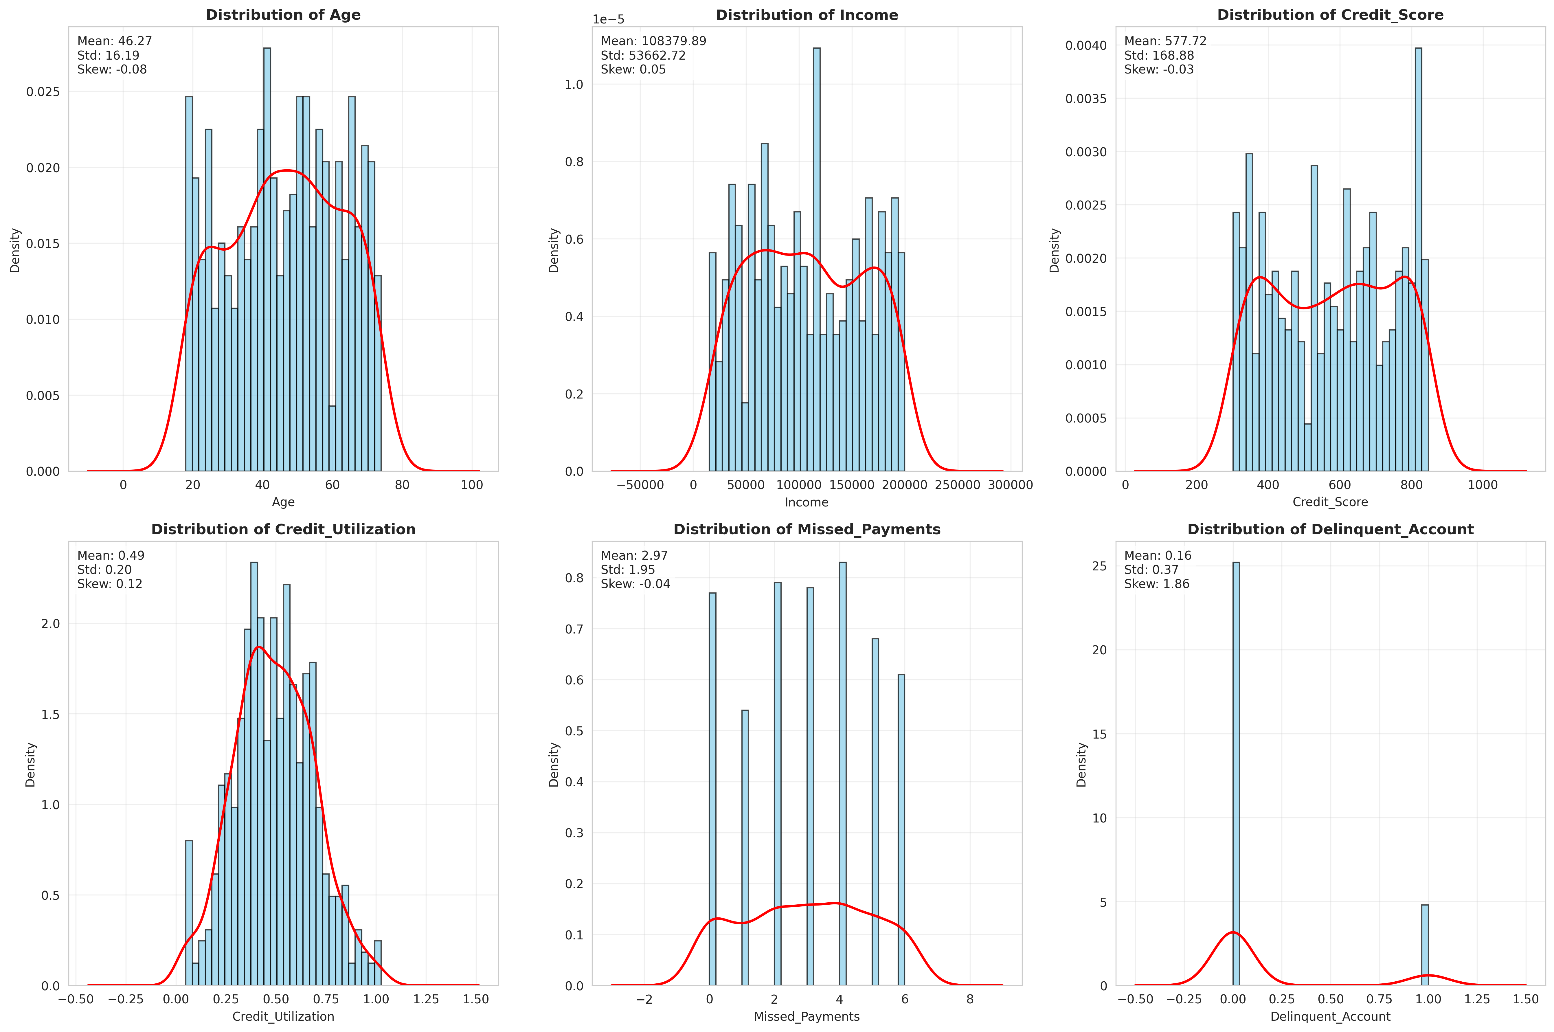 Distribution of Age
Mean: 46.27
Std: 16.19
Skew: -0.08
0.025
0.020
0.015
0.010
0.005
0.000
Density
0 20 40 60 80 100
Age
Distribution of Income
1e−5
Mean: 108379.89
Std: 53662.72
Skew: 0.05
1.0
0.8
0.6
0.4
0.2
0.0
Density
−50000 0 50000 100000 150000 200000 250000 300000
Income
Distribution of Credit_Score
Mean: 577.72
Std: 168.88
Skew: -0.03
0.0040
0.0035
0.0030
0.0025
0.0020
0.0015
0.0010
0.0005
0.0000
Density
0 200 400 600 800 1000
Credit_Score
Distribution of Credit_Utilization
Mean: 0.49
Std: 0.20
Skew: 0.12
2.0
1.5
1.0
0.5
0.0
Density
−0.50 −0.25 0.00 0.25 0.50 0.75 1.00 1.25 1.50
Credit_Utilization
Distribution of Missed_Payments
Mean: 2.97
Std: 1.95
Skew: -0.04
0.8
0.7
0.6
0.5
0.4
0.3
0.2
0.1
0.0
Density
−2 0 2 4 6 8
Missed_Payments
Distribution of Delinquent_Account
Mean: 0.16
Std: 0.37
Skew: 1.86
25
20
15
10
5
0
Density
−0.50 −0.25 0.00 0.25 0.50 0.75 1.00 1.25 1.50
Delinquent_Account